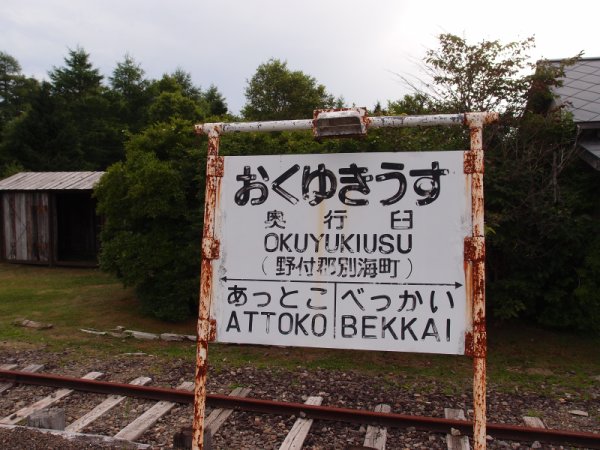 おくゆきうす
奥行臼
OKUYUKIUSU
(野付郡別海町)
あっとこ べっかい
ATTOKO BEKKAI